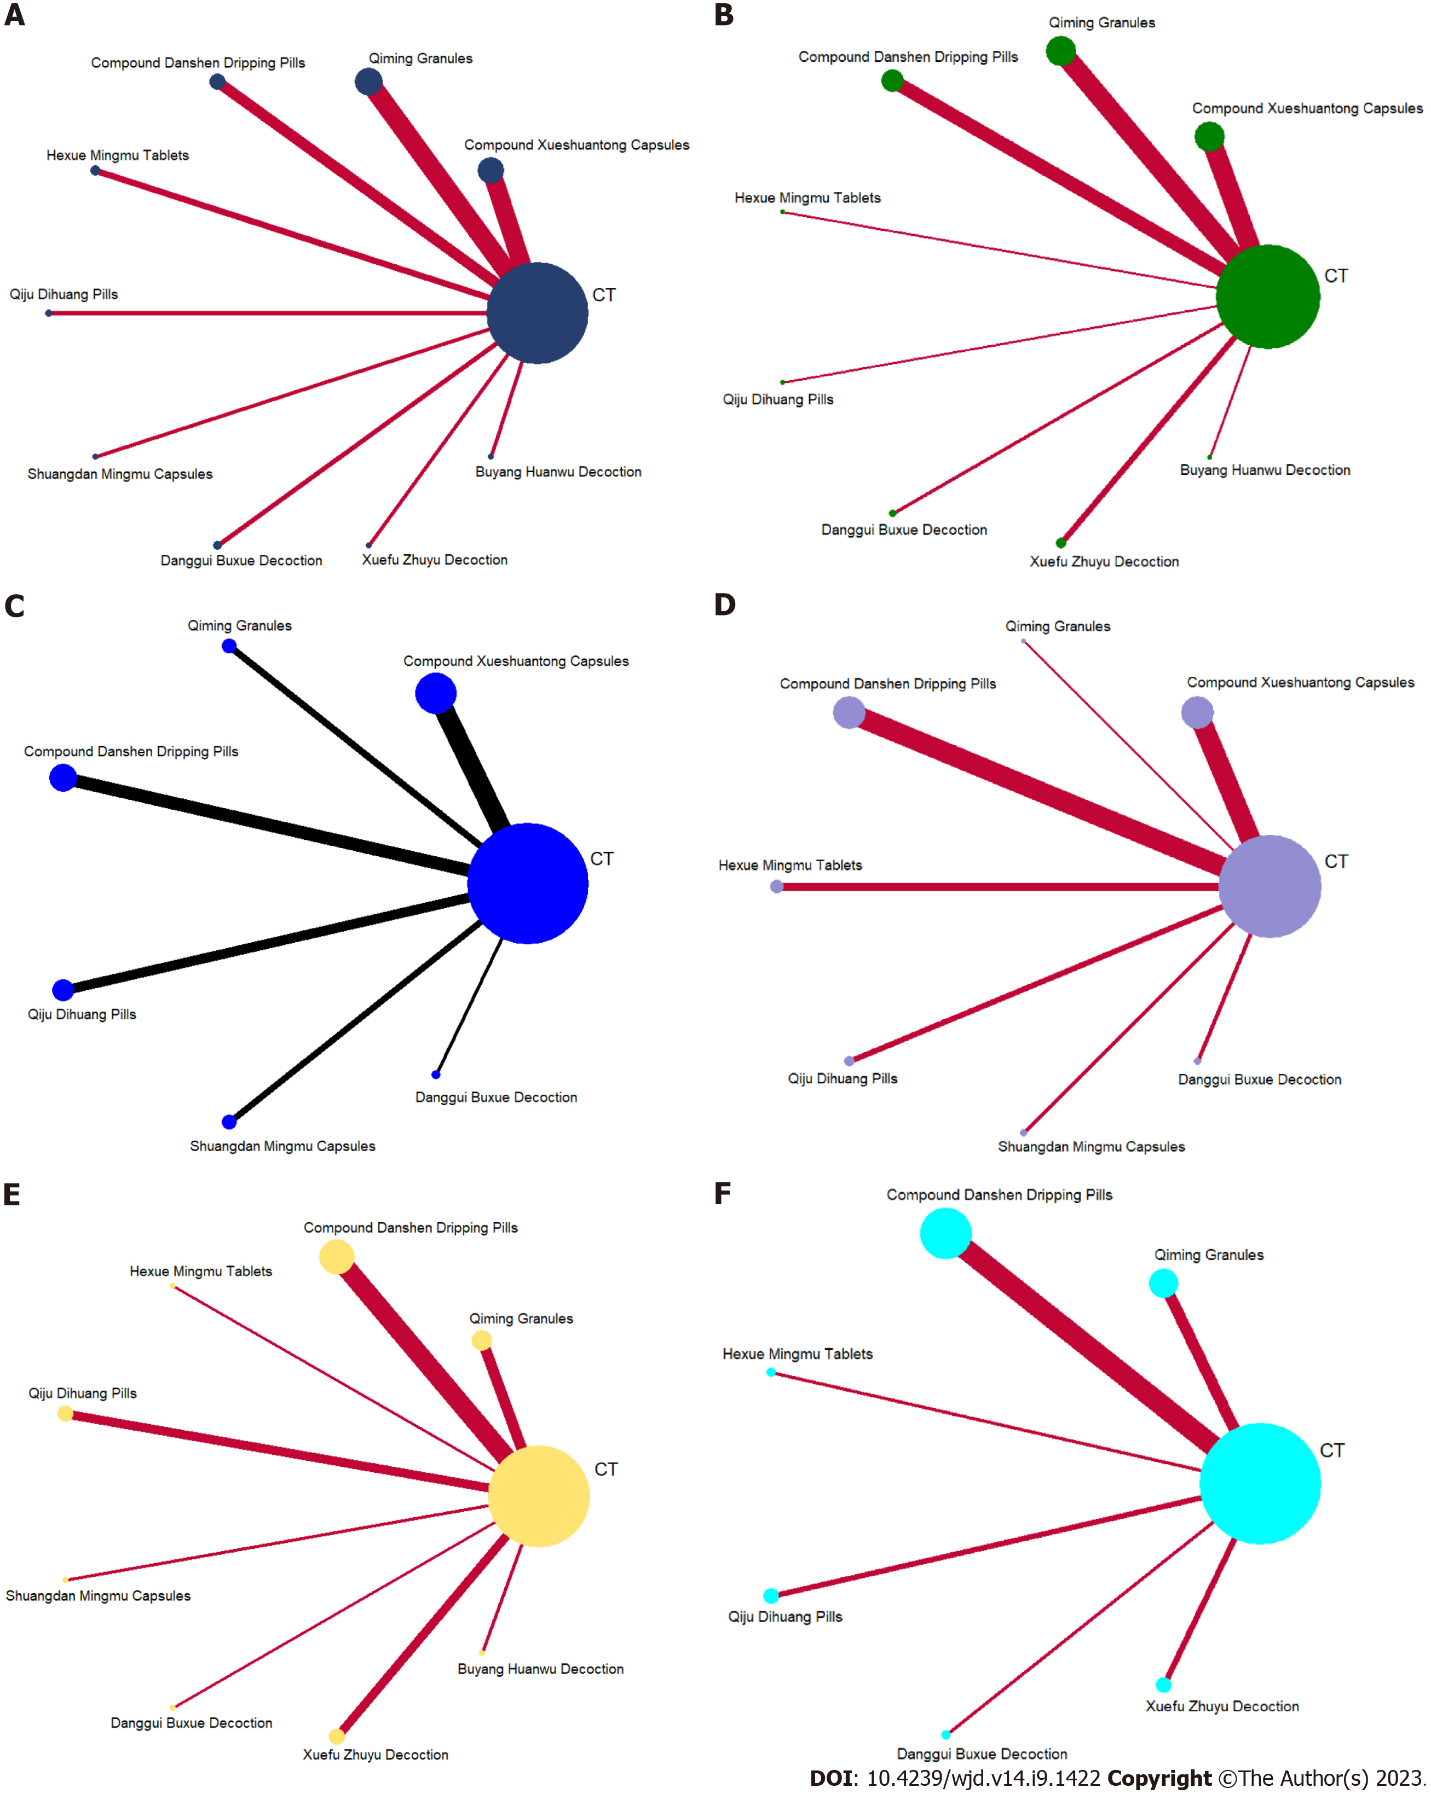 A
Compound Danshen Dripping Pills
Qiming Granules
Compound Xueshuantong Capsules
Hexue Mingmu Tablets
CT
Qiju Dihuang Pills
Shuangdan Mingmu Capsules
Buyang Huanwu Decoction
Danggui Buxue Decoction
Xuefu Zhuyu Decoction
B
Qiming Granules
Compound Danshen Dripping Pills
Compound Xueshuantong Capsules
Hexue Mingmu Tablets
CT
Qiju Dihuang Pills
Buyang Huanwu Decoction
Danggui Buxue Decoction
Xuefu Zhuyu Decoction
C
Qiming Granules
Compound Xueshuantong Capsules
Compound Danshen Dripping Pills
CT
Qiju Dihuang Pills
Danggui Buxue Decoction
Shuangdan Mingmu Capsules
D
Qiming Granules
Compound Danshen Dripping Pills
Compound Xueshuantong Capsules
Hexue Mingmu Tablets
CT
Qiju Dihuang Pills
Danggui Buxue Decoction
Shuangdan Mingmu Capsules
E
Compound Danshen Dripping Pills
Hexue Mingmu Tablets
Qiming Granules
Qiju Dihuang Pills
CT
Shuangdan Mingmu Capsules
Buyang Huanwu Decoction
Danggui Buxue Decoction
Xuefu Zhuyu Decoction
F
Compound Danshen Dripping Pills
Qiming Granules
Hexue Mingmu Tablets
CT
Qiju Dihuang Pills
Xuefu Zhuyu Decoction
Danggui Buxue Decoction
DOI: 10.4239/wjd.v14.i9.1422 Copyright ©The Author(s) 2023.